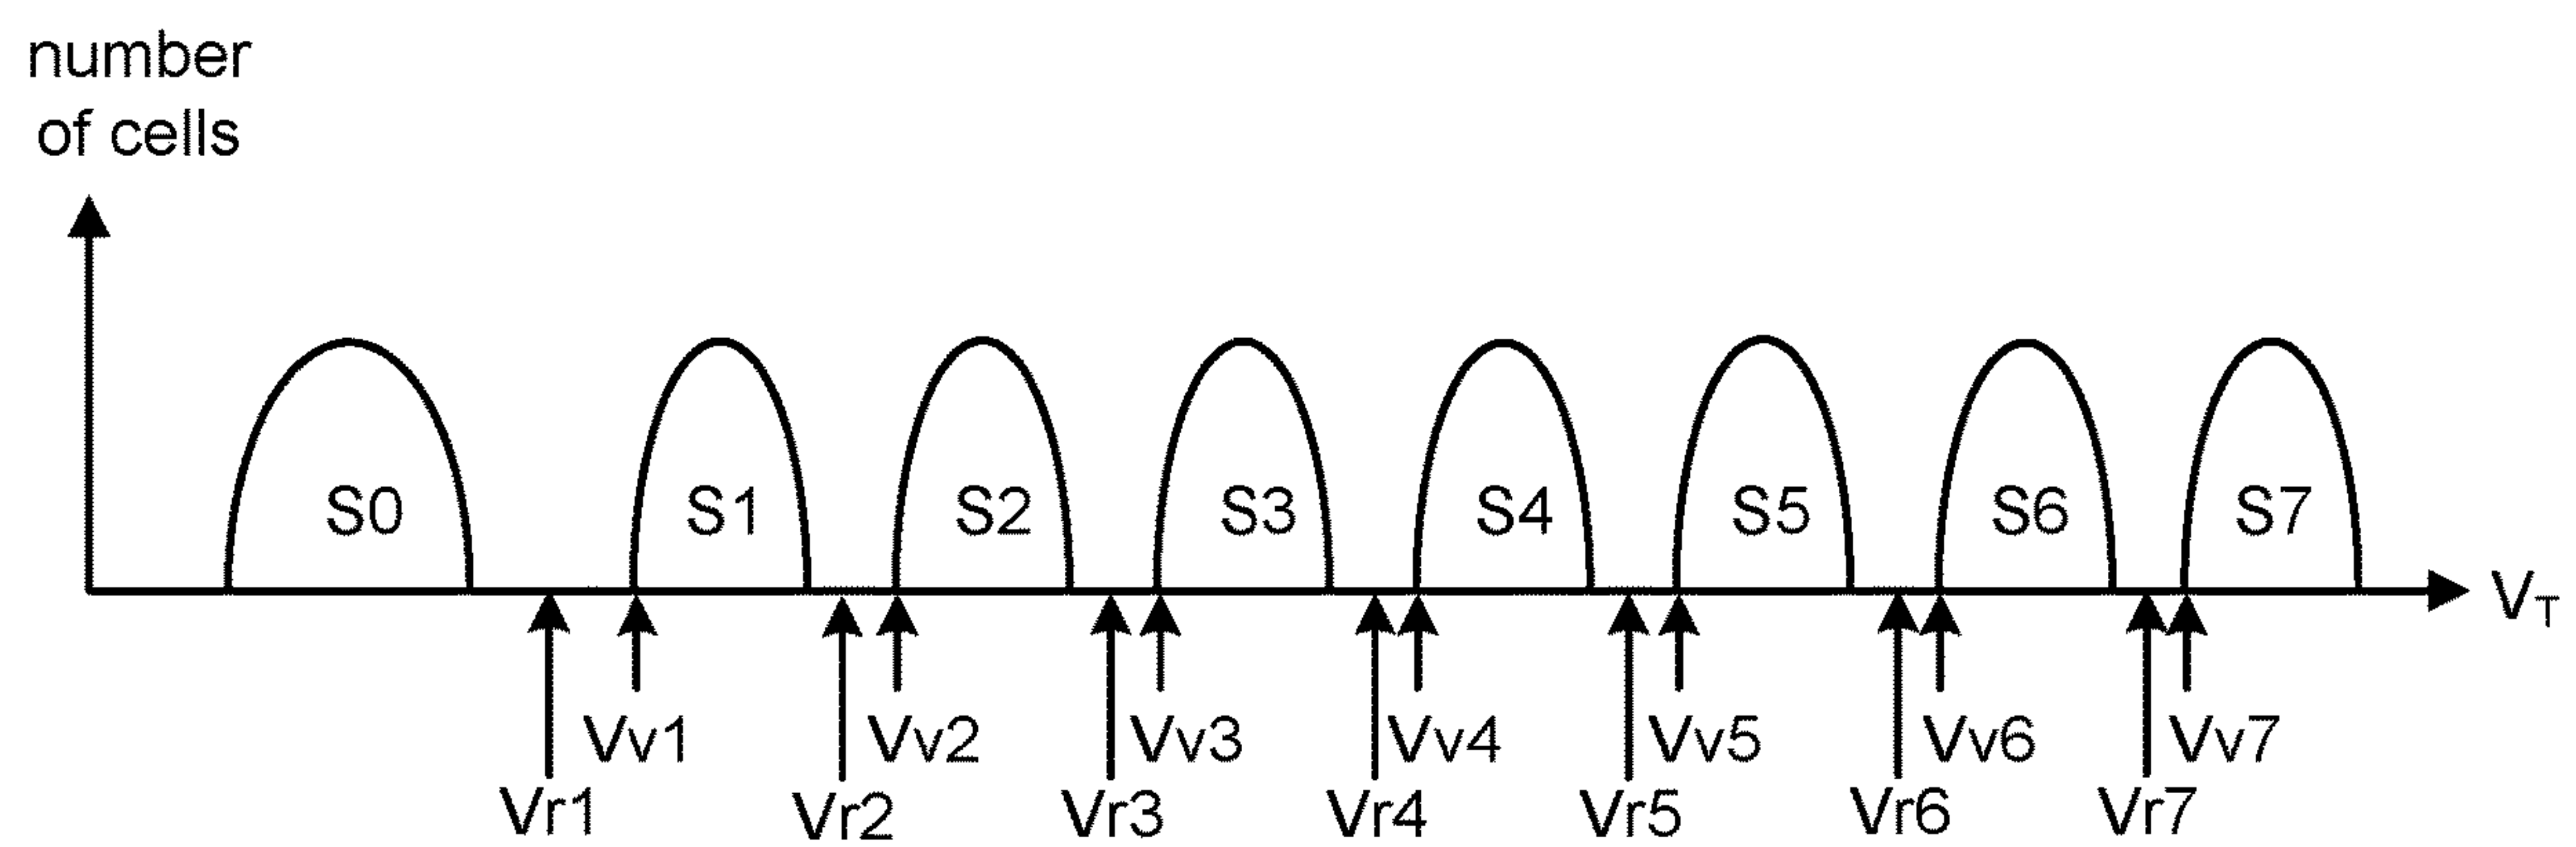 number
of cells
S0 S1 S2 S3 S4 S5 S6 S7
VT
Vv1 Vv2 Vv3 Vv4 Vv5 Vv6 Vv7
Vr1 Vr2 Vr3 Vr4 Vr5 Vr6 Vr7